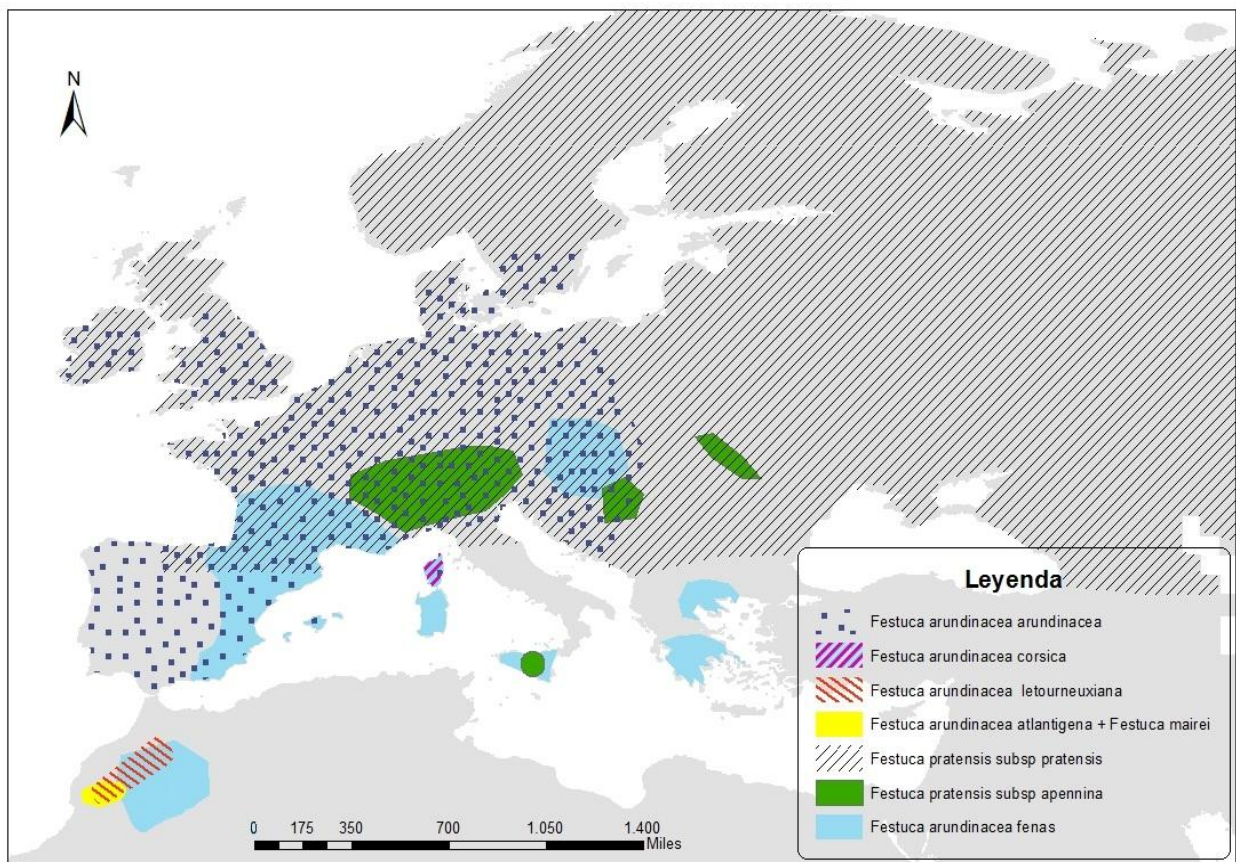 N
Leyenda
Festuca arundinacea arundinacea
Festuca arundinacea corsica
Festuca arundinacea letourneuxiana
Festuca arundinacea atlantigena + Festuca mairei
Festuca pratensis subsp pratensis
Festuca pratensis subsp apennina
Festuca arundinacea fenas
0 175 350 700 1.050 1.400
Miles